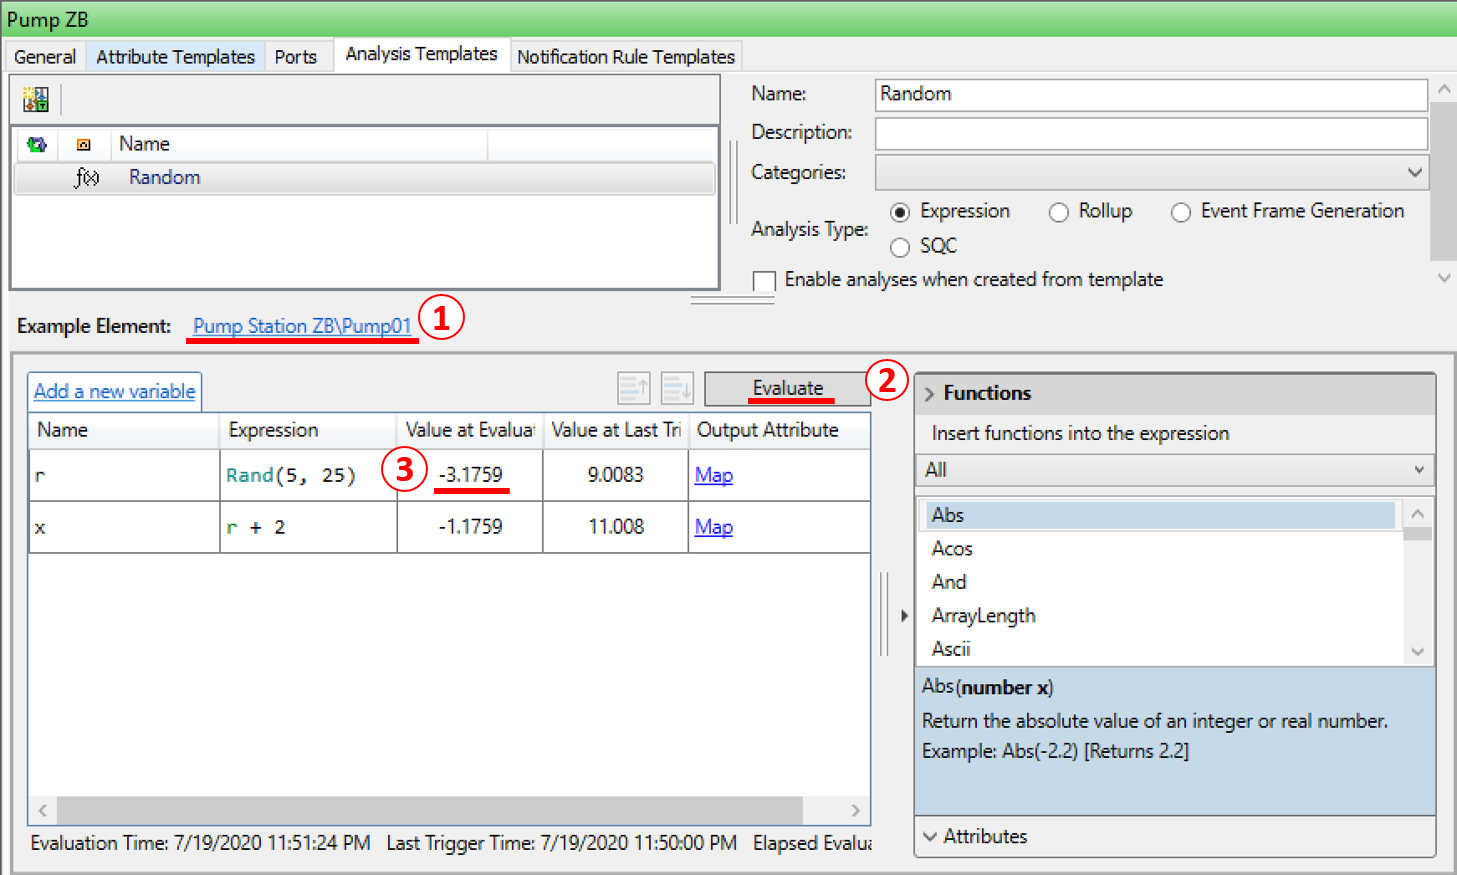 Pump ZB
General Attribute Templates Ports Analysis Templates Notification Rule Templates
Name
f(x) Random
Name: Random
Description:
Categories:
Analysis Type: Expression Rollup Event Frame Generation
SQC
Enable analyses when created from template
Example Element: Pump Station ZB\Pump01 1
Add a new variable Evaluate 2
Name Expression Value at Evaluat Value at Last Tri Output Attribute
r Rand(5, 25) 3 -3.1759 9.0083 Map
x r + 2 -1.1759 11.008 Map
Evaluation Time: 7/19/2020 11:51:24 PM Last Trigger Time: 7/19/2020 11:50:00 PM Elapsed Evalua
Functions
Insert functions into the expression
All
Abs
Acos
And
ArrayLength
Ascii
Abs(number x)
Return the absolute value of an integer or real number.
Example: Abs(-2.2) [Returns 2.2]
Attributes